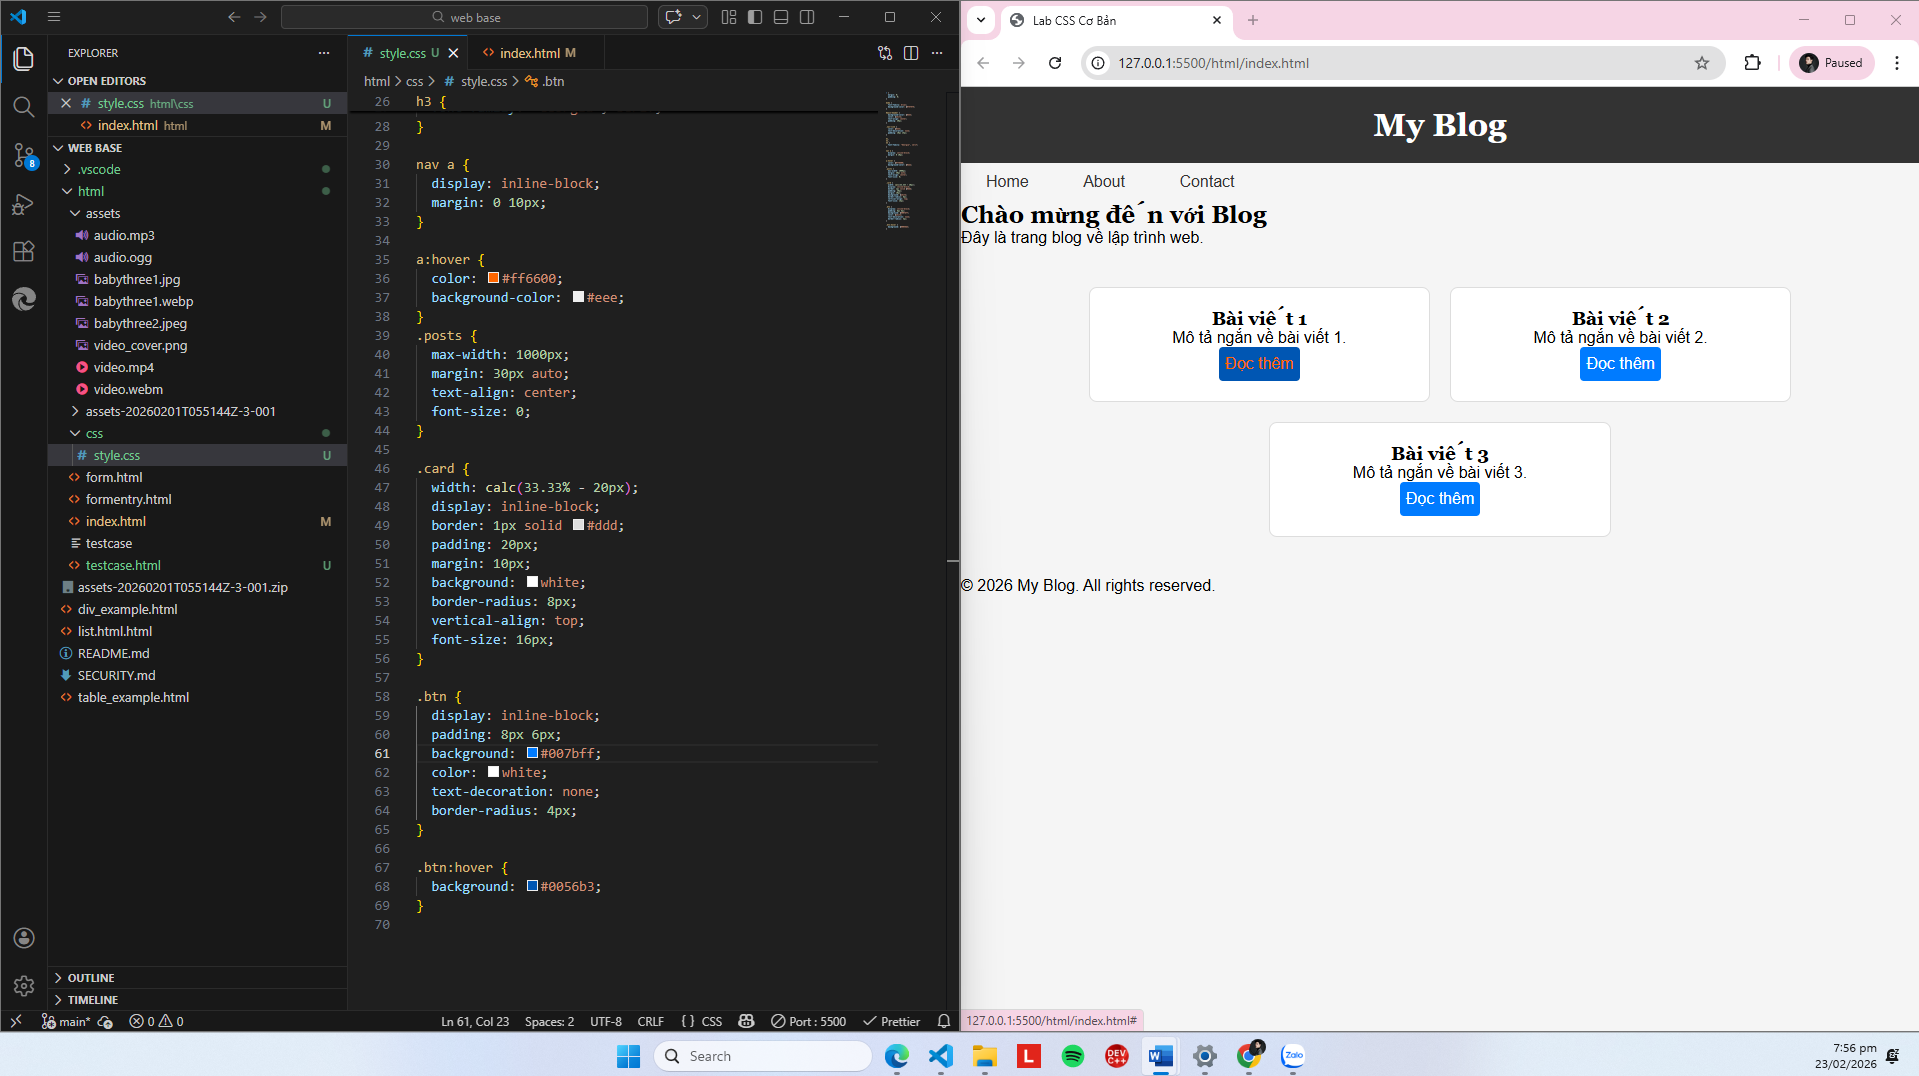 web base
EXPLORER
OPEN EDITORS
style.css html\css U
index.html html M
WEB BASE
.vscode
html
assets
audio.mp3
audio.ogg
babythree1.jpg
babythree1.webp
babythree2.jpeg
video_cover.png
video.mp4
video.webm
assets-20260201T055144Z-3-001
css
style.css U
form.html
formentry.html
index.html M
testcase
testcase.html U
assets-20260201T055144Z-3-001.zip
div_example.html
list.html.html
README.md
SECURITY.md
table_example.html
OUTLINE
TIMELINE
8
# style.css U
index.html M
html > css > # style.css > .btn
26 h3 {
28 }
29
30 nav a {
31 display: inline-block;
32 margin: 0 10px;
33 }
34
35 a:hover {
36 color: #ff6600;
37 background-color: #eee;
38 }
39 .posts {
40 max-width: 1000px;
41 margin: 30px auto;
42 text-align: center;
43 font-size: 0;
44 }
45
46 .card {
47 width: calc(33.33% - 20px);
48 display: inline-block;
49 border: 1px solid #ddd;
50 padding: 20px;
51 margin: 10px;
52 background: white;
53 border-radius: 8px;
54 vertical-align: top;
55 font-size: 16px;
56 }
57
58 .btn {
59 display: inline-block;
60 padding: 8px 6px;
61 background: #007bff;
62 color: white;
63 text-decoration: none;
64 border-radius: 4px;
65 }
66
67 .btn:hover {
68 background: #0056b3;
69 }
70
main* 0 0 Ln 61, Col 23 Spaces: 2 UTF-8 CRLF { } CSS Port : 5500 Prettier
Lab CSS Cơ Bản
127.0.0.1:5500/html/index.html
Paused
My Blog
Home About Contact
Chào mừng đến với Blog
Đây là trang blog về lập trình web.
Bài viết 1
Mô tả ngắn về bài viết 1.
Đọc thêm
Bài viết 2
Mô tả ngắn về bài viết 2.
Đọc thêm
Bài viết 3
Mô tả ngắn về bài viết 3.
Đọc thêm
© 2026 My Blog. All rights reserved.
127.0.0.1:5500/html/index.html#
Search
L
DEV C++
W
Zalo
7:56 pm
23/02/2026